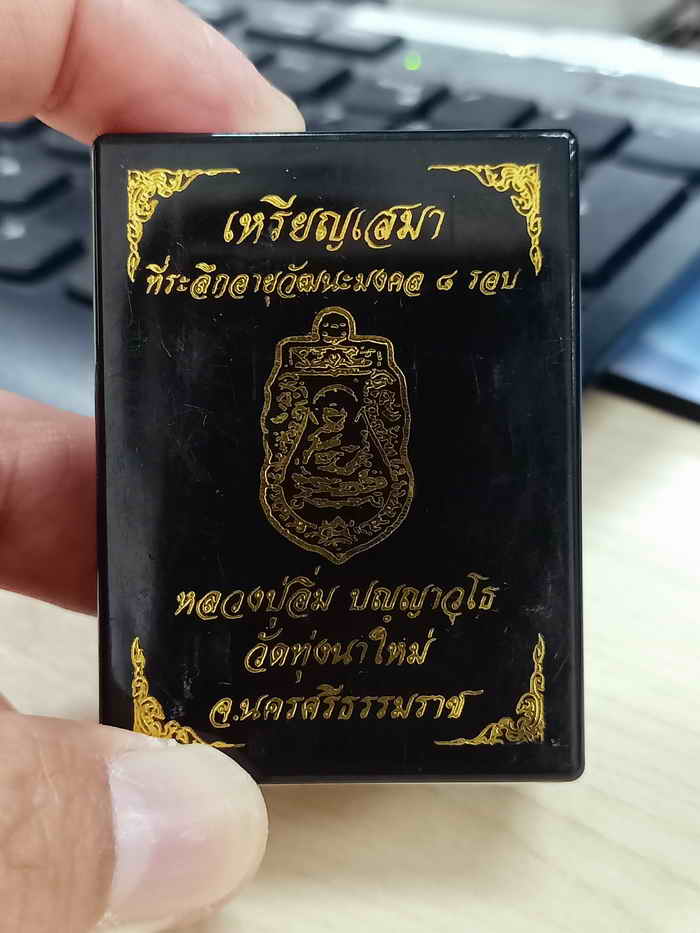 เหรียญเสมา
ที่ระลึกอายุวัฒนะมงคล ๘ รอบ
หลวงปู่อิ่ม ปญฺญาวุโธ
วัดทุ่งนาใหม่
จ.นครศรีธรรมราช